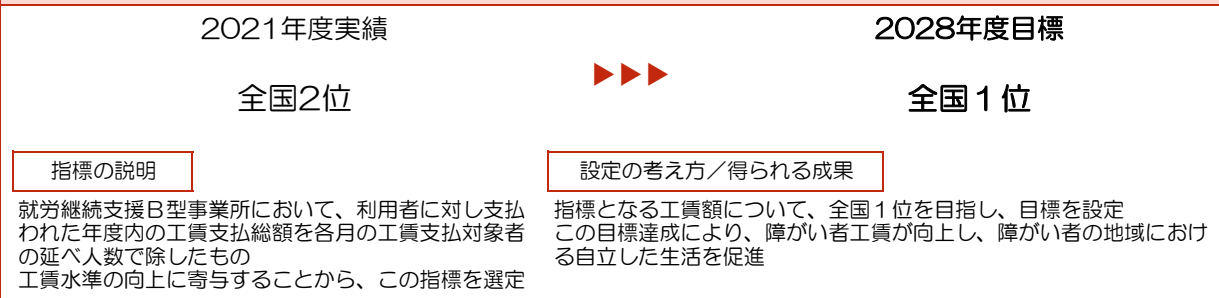 2021年度実績
2028年度目標
全国2位
▶▶▶
全国1位
指標の説明
就労継続支援B型事業所において、利用者に対し支払
われた年度内の工賃支払総額を各月の工賃支払対象者
の延べ人数で除したもの
工賃水準の向上に寄与することから、この指標を選定
設定の考え方／得られる成果
指標となる工賃額について、全国1位を目指し、目標を設定
この目標達成により、障がい者工賃が向上し、障がい者の地域におけ
る自立した生活を促進